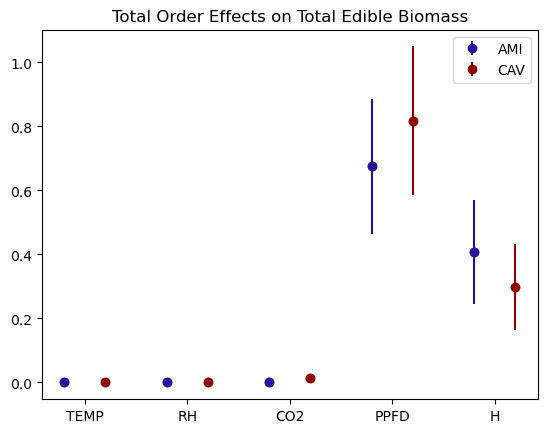 Total Order Effects on Total Edible Biomass
AMI
CAV
1.0
0.8
0.6
0.4
0.2
0.0
TEMP RH CO2 PPFD H